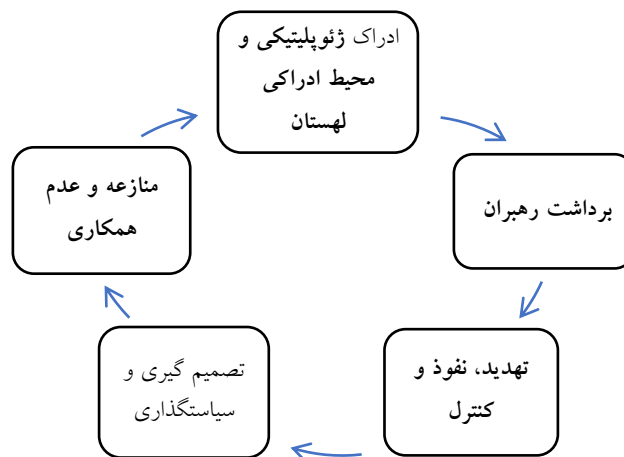 ادراک ژئوپلیتیکی و
محیط ادراکی
لهستان
برداشت رهبران
تهدید، نفوذ و
کنترل
تصمیم گیری و
سیاستگذاری
منازعه و عدم
همکاری